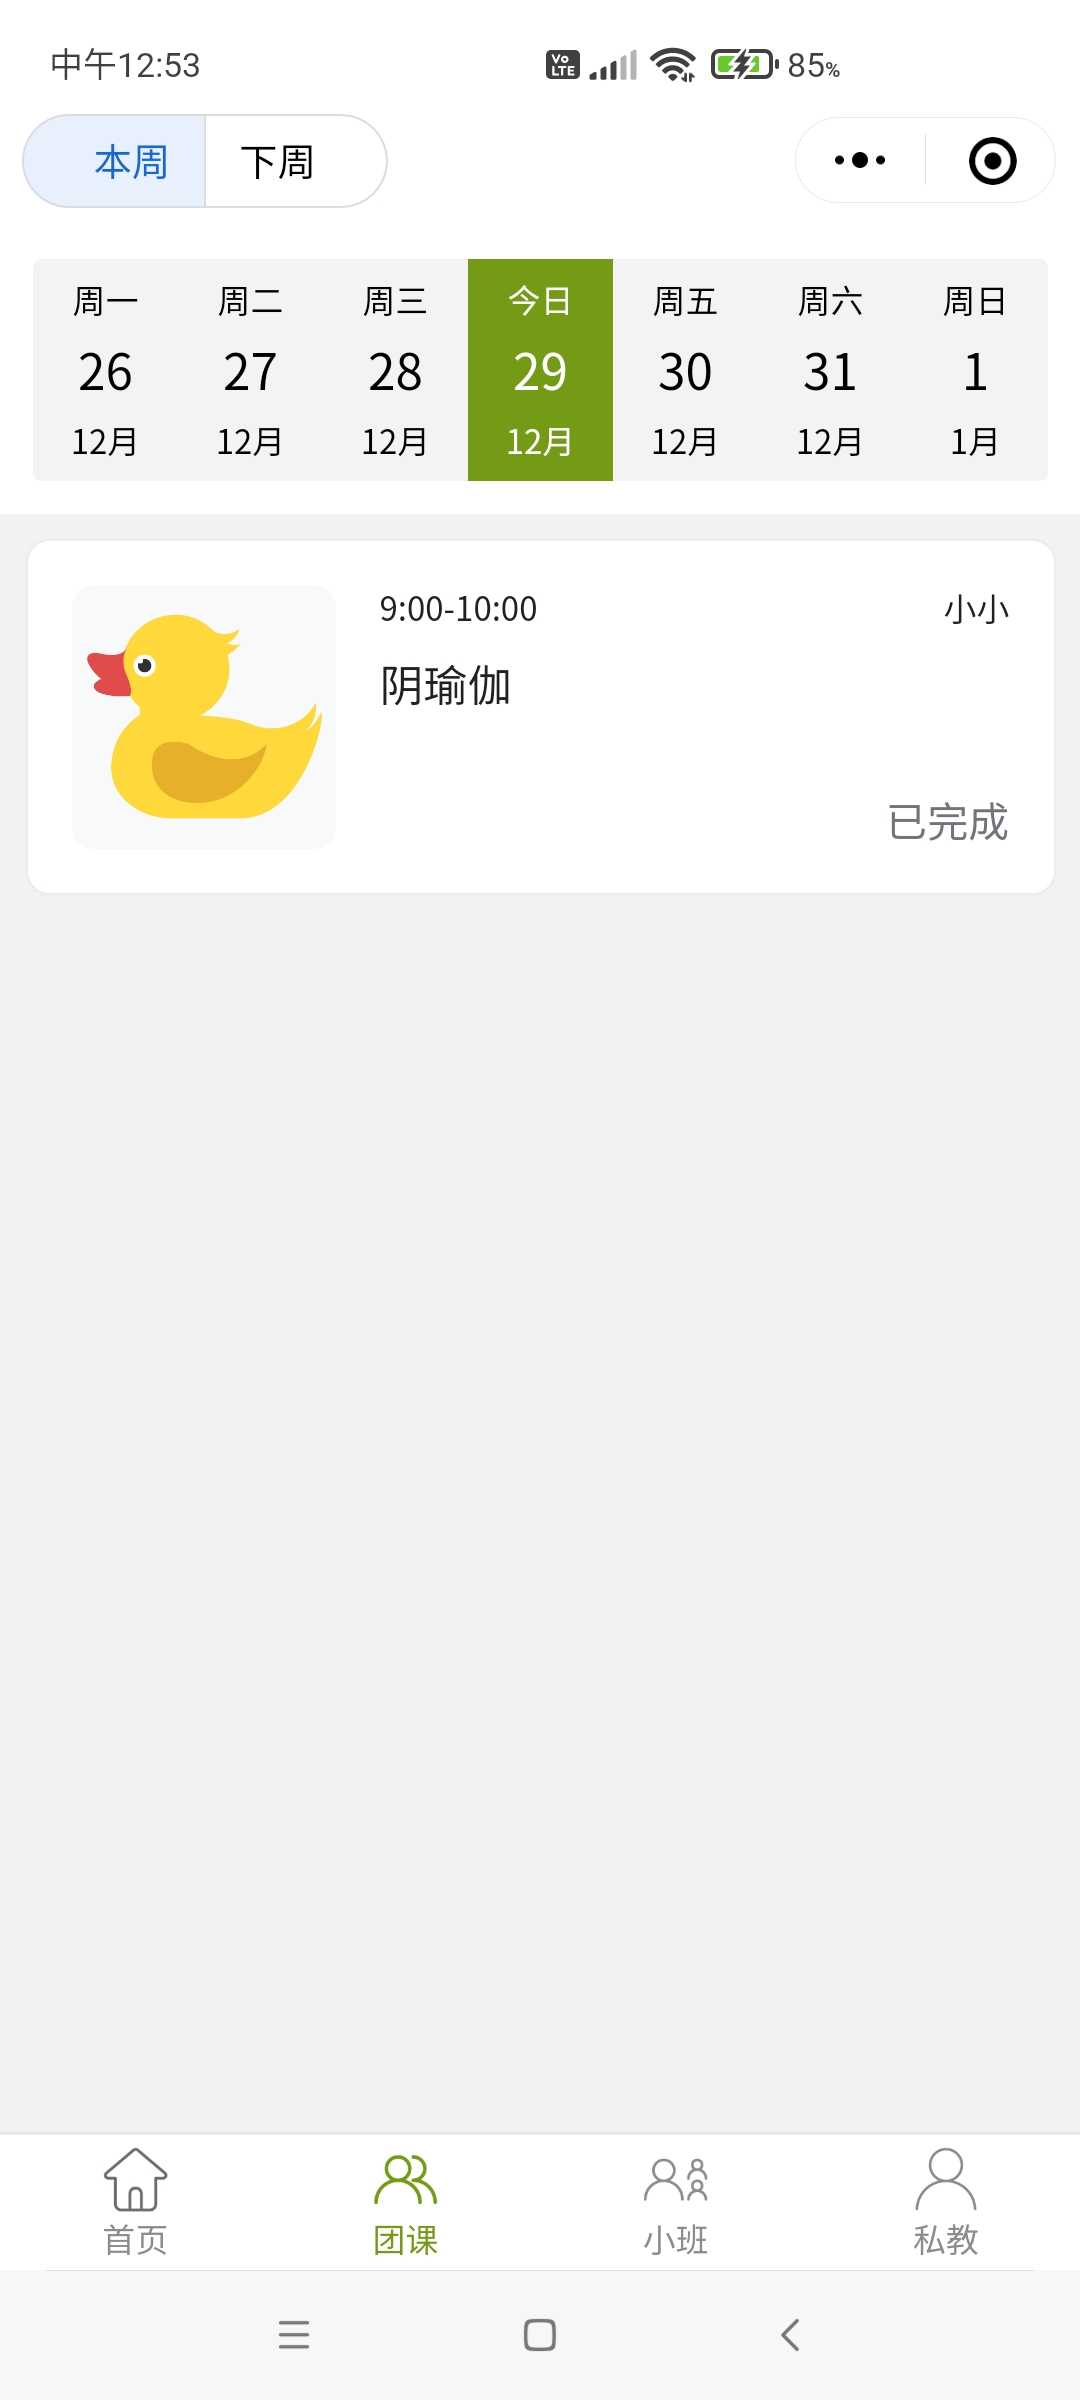 中午12:53
Vo LTE
85%
本周 下周
周一 周二 周三 今日 周五 周六 周日
26 27 28 29 30 31 1
12月 12月 12月 12月 12月 12月 1月
9:00-10:00 小小
阴瑜伽
已完成
首页 团课 小班 私教